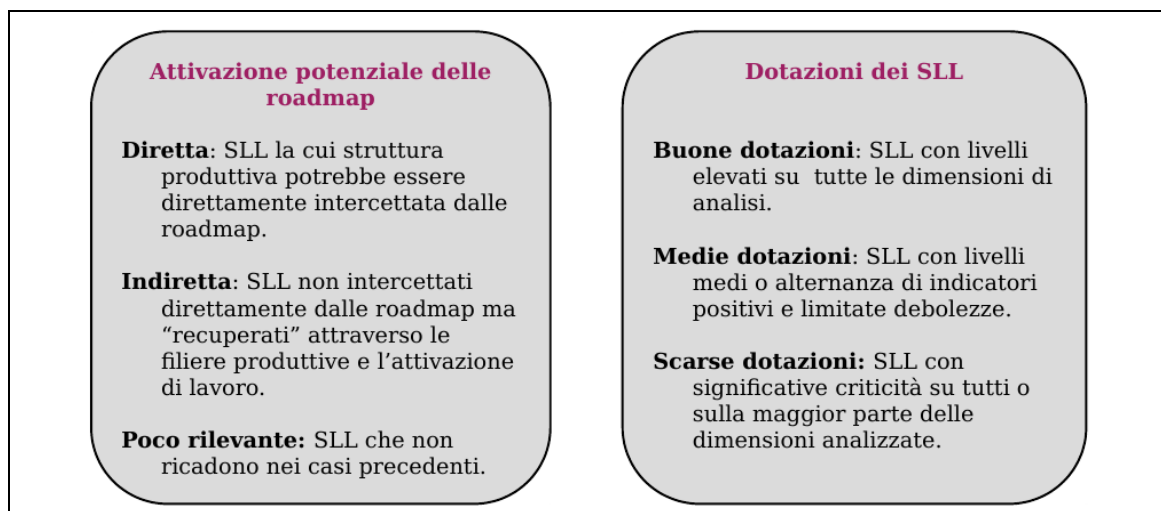 Attivazione potenziale delle
roadmap
Diretta: SLL la cui struttura
produttiva potrebbe essere
direttamente intercettata dalle
roadmap.
Indiretta: SLL non intercettati
direttamente dalle roadmap ma
“recuperati” attraverso le
filiere produttive e l’attivazione
di lavoro.
Poco rilevante: SLL che non
ricadono nei casi precedenti.
Dotazioni dei SLL
Buone dotazioni: SLL con livelli
elevati su  tutte le dimensioni di
analisi.
Medie dotazioni: SLL con livelli
medi o alternanza di indicatori
positivi e limitate debolezze.
Scarse dotazioni: SLL con
significative criticità su tutti o
sulla maggior parte delle
dimensioni analizzate.